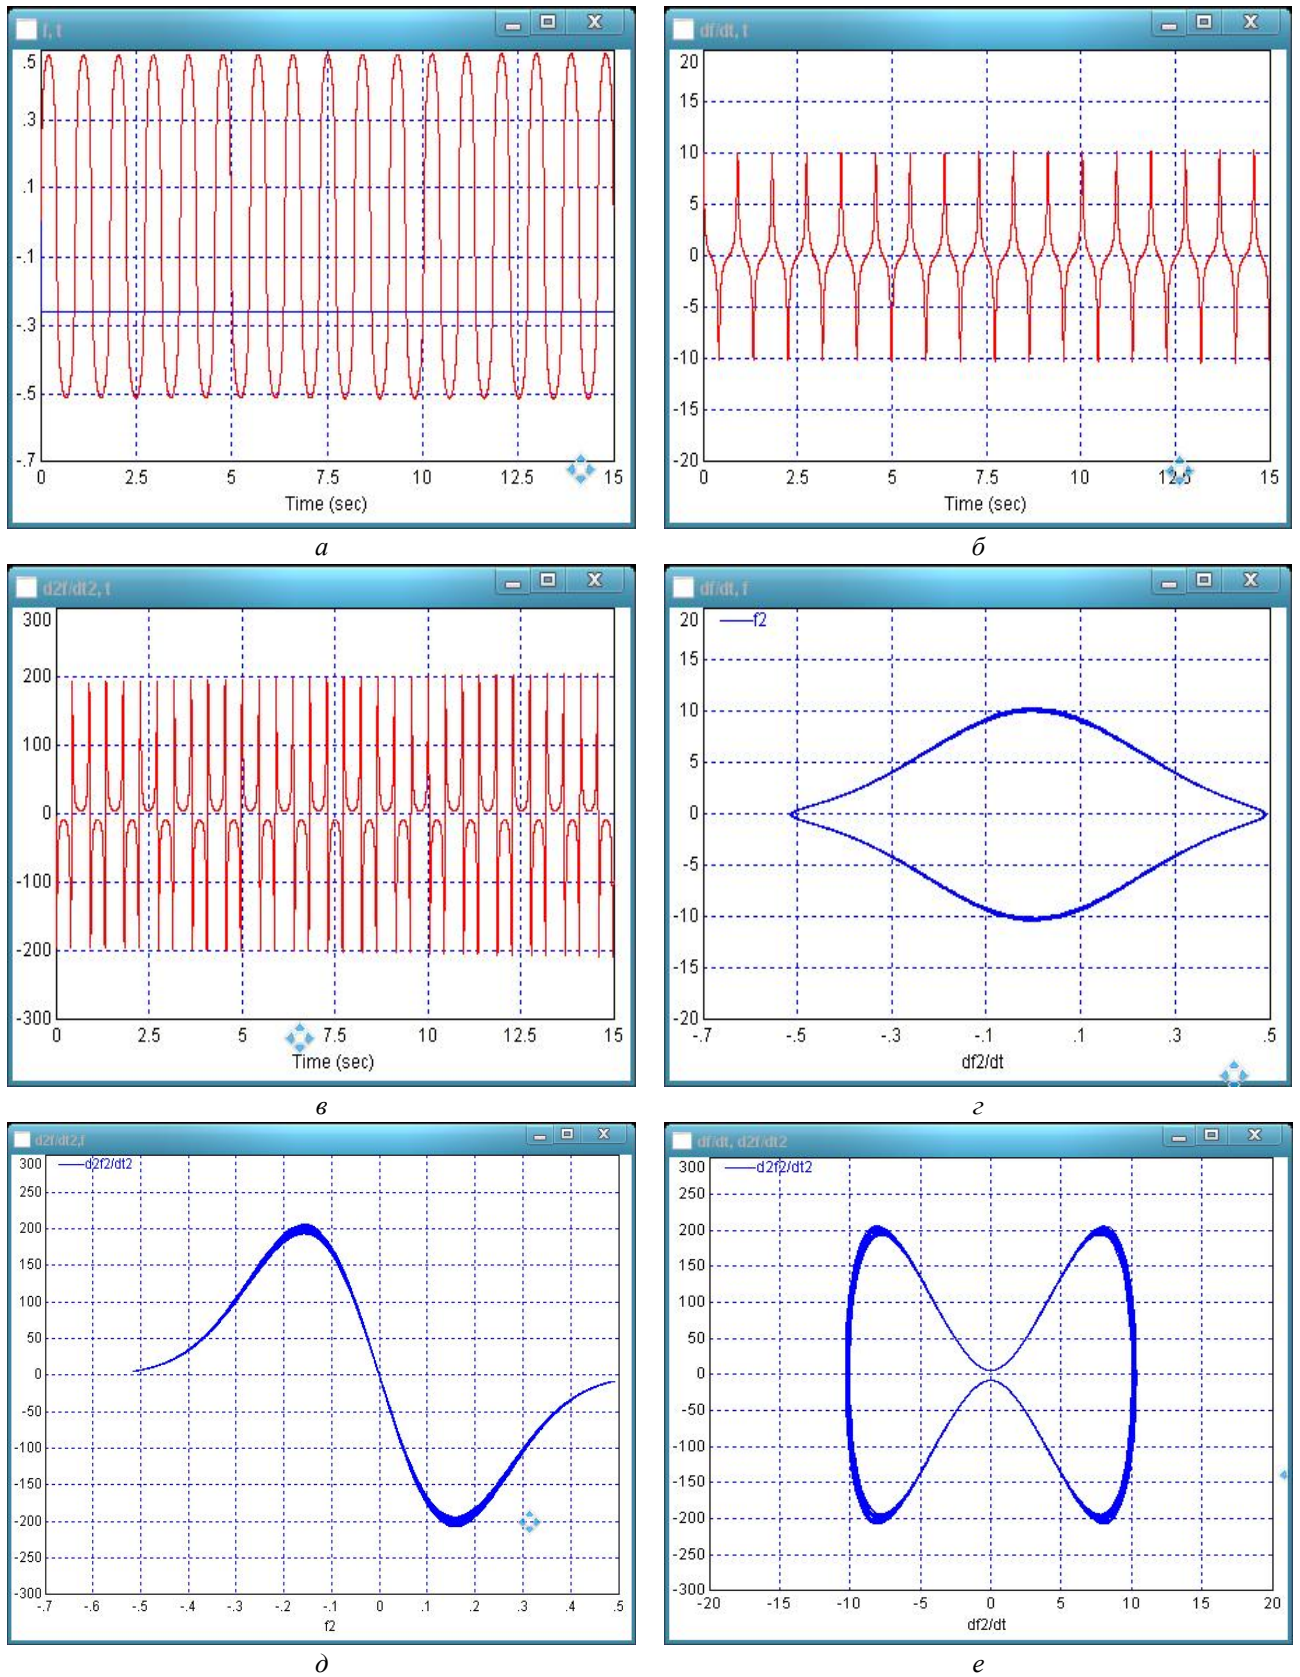 f, t
.5
.3
.1
-.1
-.3
-.5
-.7
0 2.5 5 7.5 10 12.5 15
Time (sec)
а
df/dt, t
20
15
10
5
0
-5
-10
-15
-20
0 2.5 5 7.5 10 12.5 15
Time (sec)
б
d2f/dt2, t
300
200
100
0
-100
-200
-300
0 2.5 5 7.5 10 12.5 15
Time (sec)
в
df/dt, f
f2
20
15
10
5
0
-5
-10
-15
-20
-.7 -.5 -.3 -.1 .1 .3 .5
df2/dt
г
d2f/dt2,f
d2f2/dt2
300
250
200
150
100
50
0
-50
-100
-150
-200
-250
-300
-.7 -.6 -.5 -.4 -.3 -.2 -.1 0 .1 .2 .3 .4 .5
f2
д
df/dt, d2f/dt2
d2f2/dt2
300
250
200
150
100
50
0
-50
-100
-150
-200
-250
-300
-20 -15 -10 -5 0 5 10 15 20
df2/dt
е